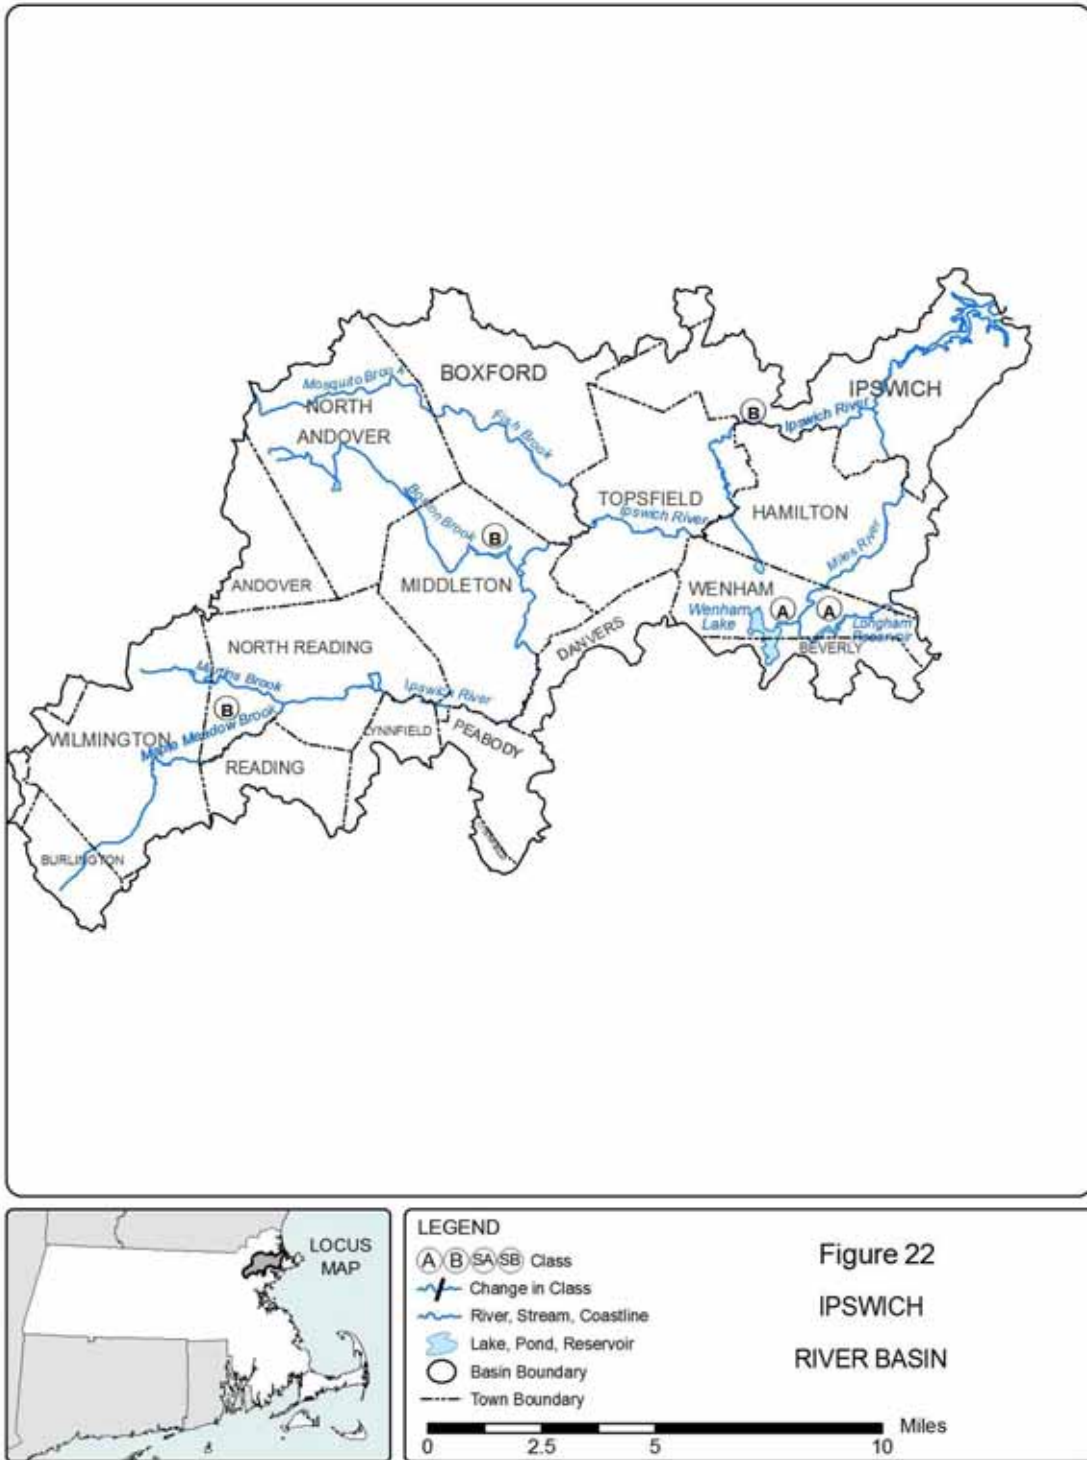 BOXFORD
Mosquito Brook
NORTH
ANDOVER
Fish Brook
IPSWICH
B
Ipswich River
Boston Brook
B
TOPSFIELD
Ipswich River
HAMILTON
Miles River
ANDOVER
MIDDLETON
WENHAM
Wenham
Lake
A
A
Longham
Reservoir
BEVERLY
DANVERS
NORTH READING
Martins Brook
Ipswich River
B
Maple Meadow Brook
WILMINGTON
LYNNFIELD
PEABODY
READING
BURLINGTON
LOCUS
MAP
LEGEND
A B SA SB Class
Change in Class
River, Stream, Coastline
Lake, Pond, Reservoir
Basin Boundary
Town Boundary
Figure 22
IPSWICH
RIVER BASIN
Miles
0 2.5 5 10